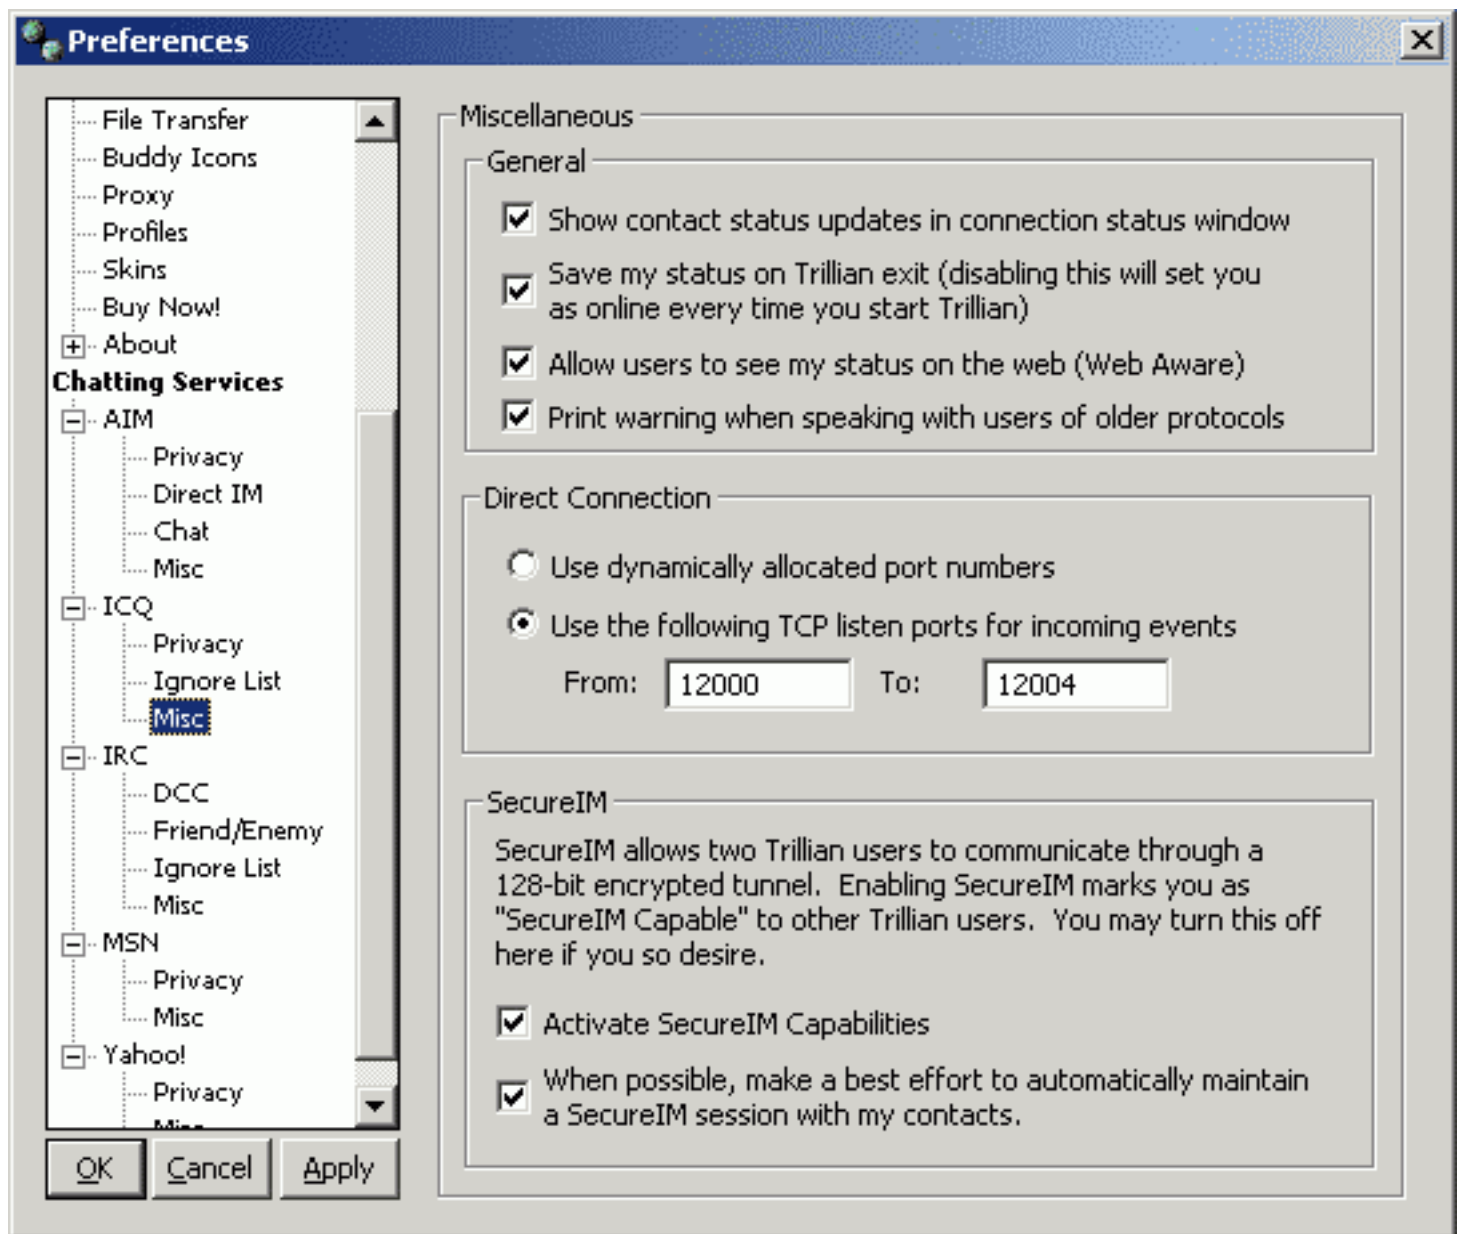 Preferences
File Transfer
Buddy Icons
Proxy
Profiles
Skins
Buy Now!
About
Chatting Services
AIM
Privacy
Direct IM
Chat
Misc
ICQ
Privacy
Ignore List
Misc
IRC
DCC
Friend/Enemy
Ignore List
Misc
MSN
Privacy
Misc
Yahoo!
Privacy
Misc
OK
Cancel
Apply
Miscellaneous
General
Show contact status updates in connection status window
Save my status on Trillian exit (disabling this will set you
as online every time you start Trillian)
Allow users to see my status on the web (Web Aware)
Print warning when speaking with users of older protocols
Direct Connection
Use dynamically allocated port numbers
Use the following TCP listen ports for incoming events
From: 12000 To: 12004
SecureIM
SecureIM allows two Trillian users to communicate through a
128-bit encrypted tunnel. Enabling SecureIM marks you as
"SecureIM Capable" to other Trillian users. You may turn this off
here if you so desire.
Activate SecureIM Capabilities
When possible, make a best effort to automatically maintain
a SecureIM session with my contacts.